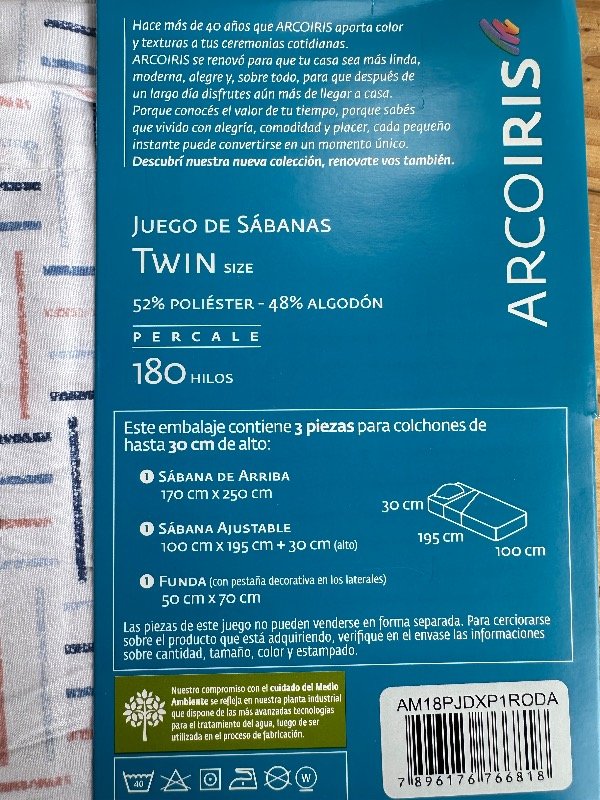 Hace más de 40 años que ARCOIRIS aporta color
y texturas a tus ceremonias cotidianas.
ARCOIRIS se renovó para que tu casa sea más linda,
moderna, alegre y, sobre todo, para que después de
un largo día disfrutes aún más de llegar a casa.
Porque conocés el valor de tu tiempo, porque sabés
que vivido con alegría, comodidad y placer, cada pequeño
instante puede convertirse en un momento único.
Descubrí nuestra nueva colección, renovate vos también.
ARCOIRIS
JUEGO DE SÁBANAS
TWIN SIZE
52% POLIÉSTER - 48% ALGODÓN
PERCALE
180 HILOS
Este embalaje contiene 3 piezas para colchones de
hasta 30 cm de alto:
1 SÁBANA DE ARRIBA
170 cm x 250 cm
1 SÁBANA AJUSTABLE
100 cm x 195 cm + 30 cm (alto)
1 FUNDA (con pestaña decorativa en los laterales)
50 cm x 70 cm
30 cm
195 cm
100 cm
Las piezas de este juego no pueden venderse en forma separada. Para cerciorarse
sobre el producto que está adquiriendo, verifique en el envase las informaciones
sobre cantidad, tamaño, color y estampado.
Nuestro compromiso con el cuidado del Medio
Ambiente se refleja en nuestra planta industrial
que dispone de las más avanzadas tecnologías
para el tratamiento del agua, luego de ser
utilizada en el proceso de fabricación.
40
W
AM18PJDXP1RODA
7 896176 766818